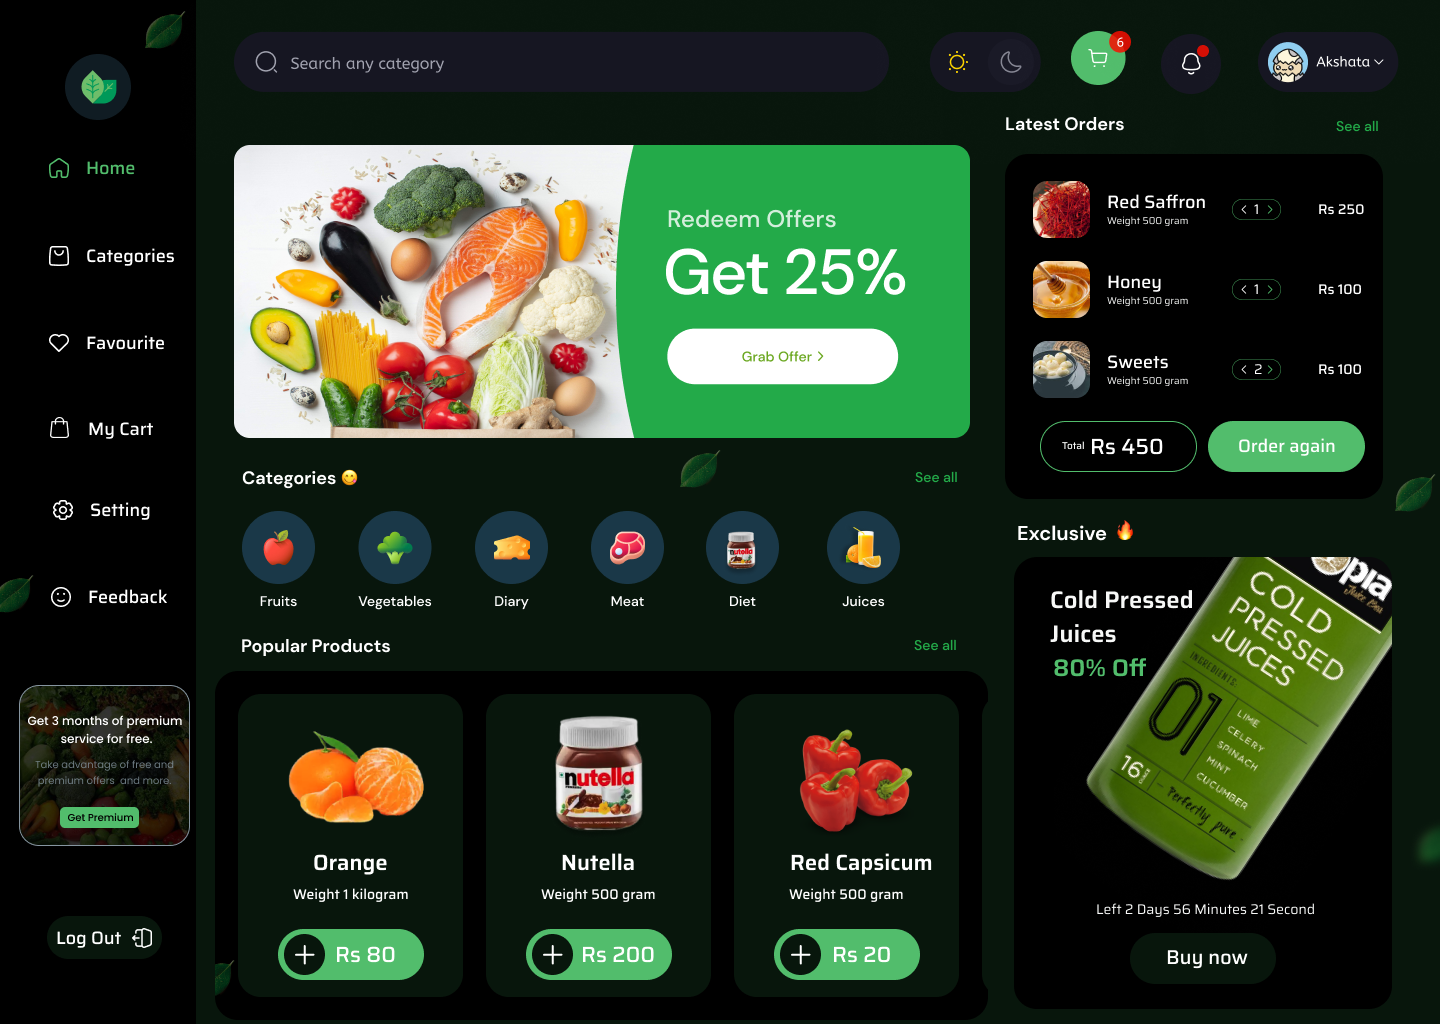 Search any category
6
Akshata
Home
Categories
Favourite
My Cart
Setting
Feedback
Get 3 months of premium
service for free.
Take advantage of free and
premium offers and more.
Get Premium
Log Out
Redeem Offers
Get 25%
Grab Offer
Categories 😋
See all
nutella
Fruits
Vegetables
Diary
Meat
Diet
Juices
Popular Products
See all
nutella
Orange
Weight 1 kilogram
Rs 80
Nutella
Weight 500 gram
Rs 200
Red Capsicum
Weight 500 gram
Rs 20
Latest Orders
See all
Red Saffron
Weight 500 gram
1
Rs 250
Honey
Weight 500 gram
1
Rs 100
Sweets
Weight 500 gram
2
Rs 100
Total Rs 450
Order again
Exclusive 🔥
Cold Pressed
Juices
80% Off
pia
COLD
PRESSED
JUICES
INGREDIENTS:
01
LIME
CELERY
SPINACH
MINT
CUCUMBER
16
Perfectly pure
Left 2 Days 56 Minutes 21 Second
Buy now